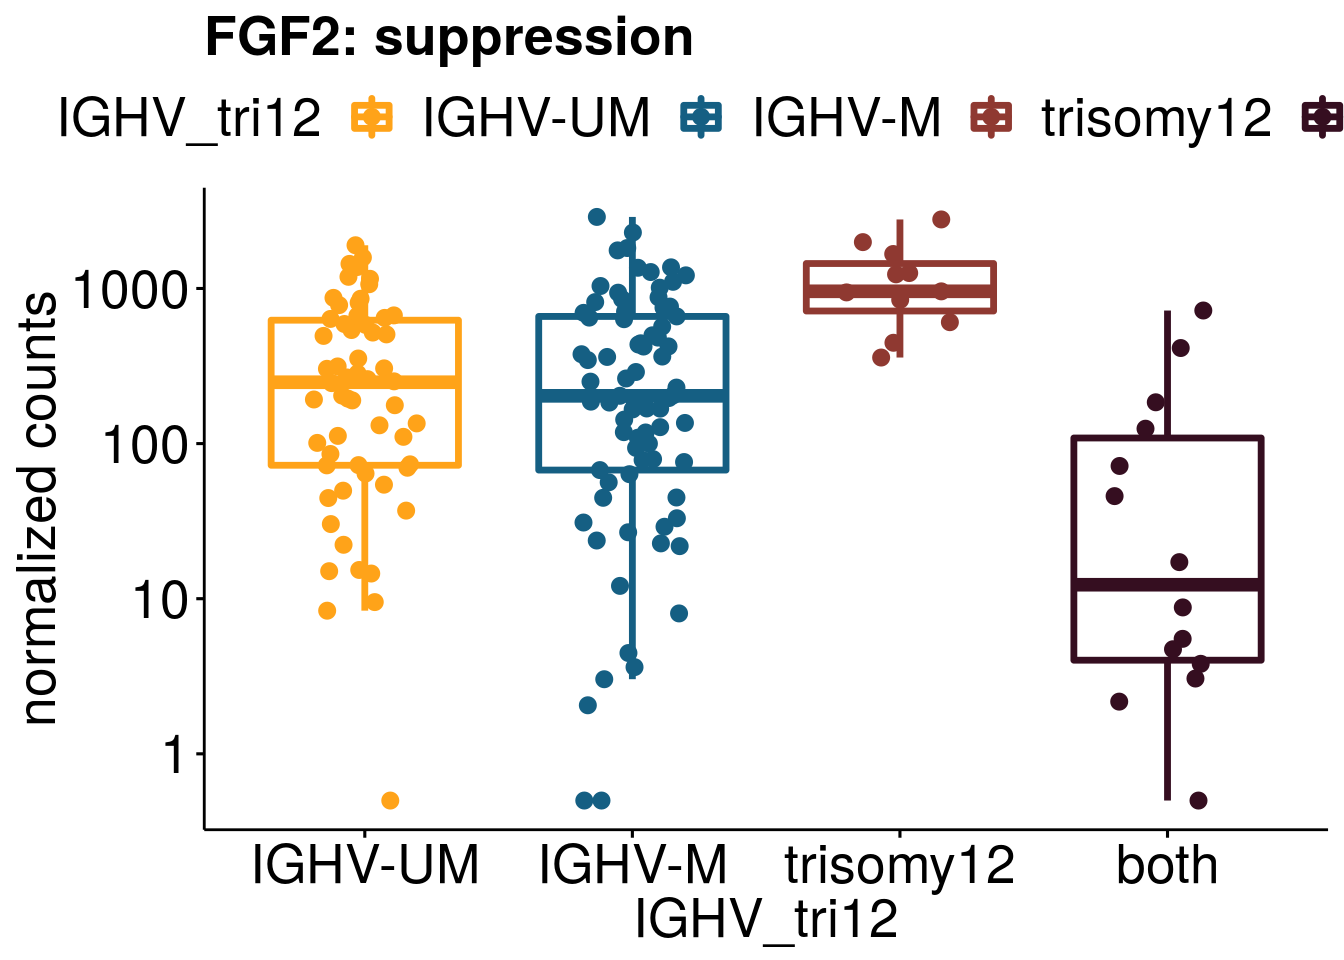 FGF2: suppression
IGHV_tri12 IGHV-UM IGHV-M trisomy12
normalized counts
1000
100
10
1
IGHV-UM IGHV-M trisomy12 both
IGHV_tri12